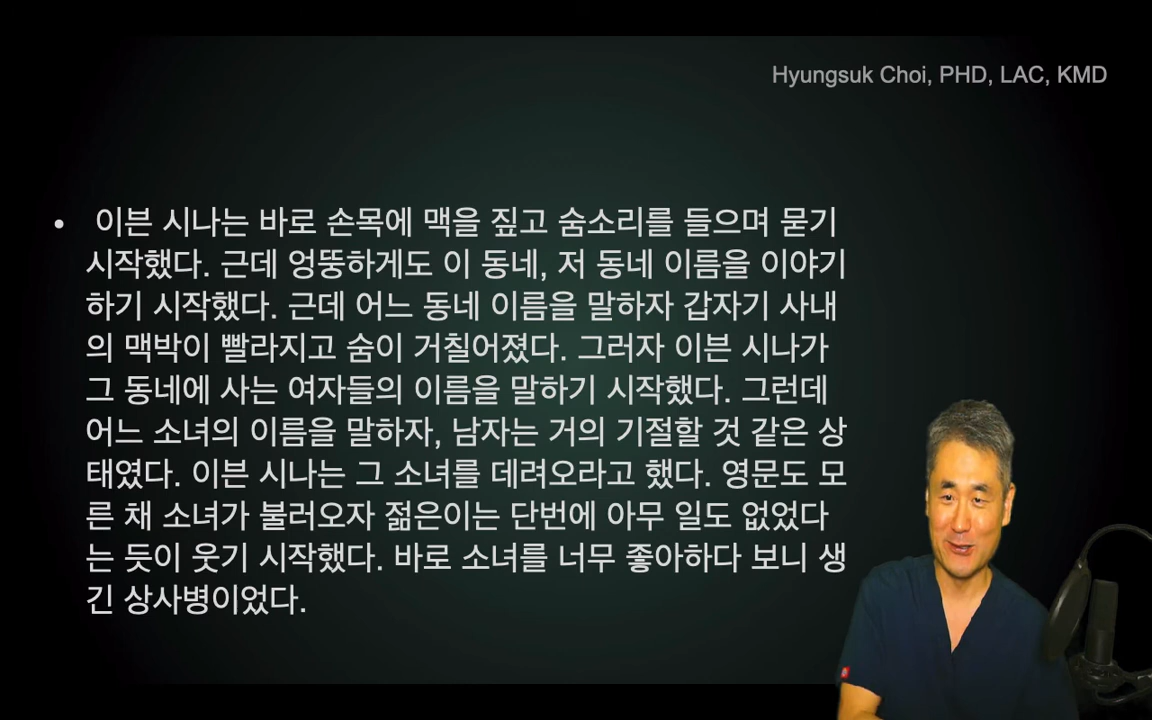 Hyungsuk Choi, PHD, LAC, KMD
• 이븐 시나는 바로 손목에 맥을 짚고 숨소리를 들으며 묻기
시작했다. 근데 엉뚱하게도 이 동네, 저 동네 이름을 이야기
하기 시작했다. 근데 어느 동네 이름을 말하자 갑자기 사내
의 맥박이 빨라지고 숨이 거칠어졌다. 그러자 이븐 시나가
그 동네에 사는 여자들의 이름을 말하기 시작했다. 그런데
어느 소녀의 이름을 말하자, 남자는 거의 기절할 것 같은 상
태였다. 이븐 시나는 그 소녀를 데려오라고 했다. 영문도 모
른 채 소녀가 불러오자 젊은이는 단번에 아무 일도 없었다
는 듯이 웃기 시작했다. 바로 소녀를 너무 좋아하다 보니 생
긴 상사병이었다.